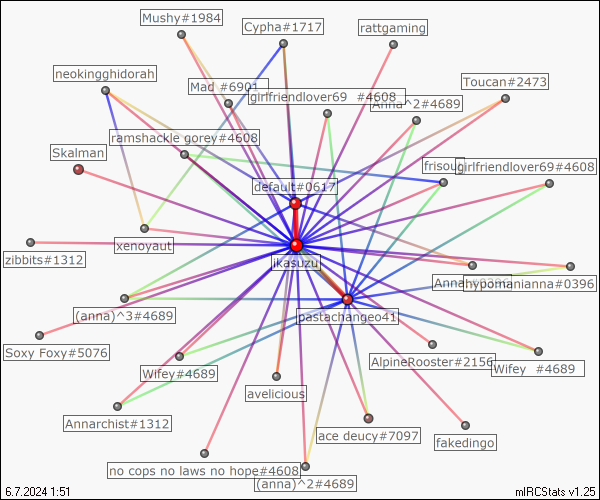 Mushy#1984
Cypha#1717
rattgaming
neokingghidorah
Mad #6901
Toucan#2473
girlfriendlover69 #4608
Anna^2#4689
ramshackle gorey#4608
Skalman
frisou
girlfriendlover69#4608
default#0617
xenoyaut
zibbits#1312
ikasuzu
Anna
hypomanianna#0396
(anna)^3#4689
pastachangeo41
Soxy Foxy#5076
AlpineRooster#2156
Wifey #4689
Wifey#4689
avelicious
Annarchist#1312
ace deucy#7097
fakedingo
no cops no laws no hope#4608
(anna)^2#4689
6.7.2024 1:51
mIRCStats v1.25